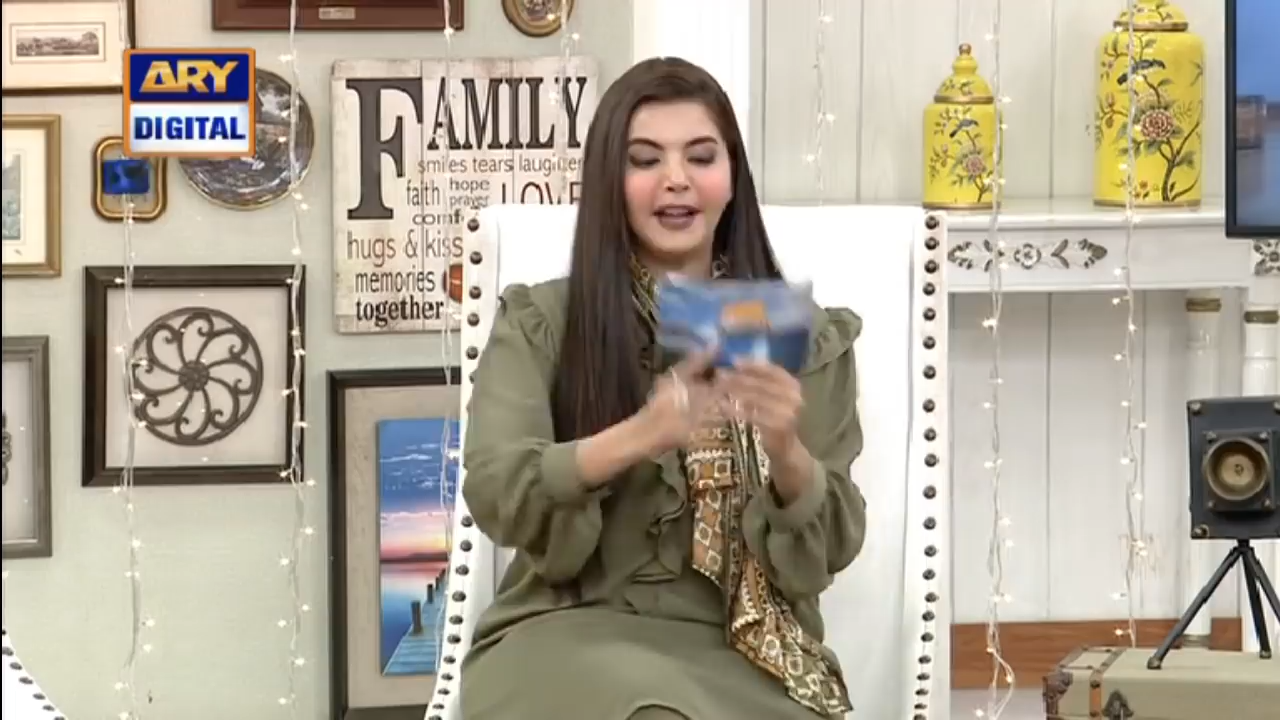 ARY
DIGITAL
FAMILY
smiles tears laughter
faith hope prayer LOVE
hugs & kiss
memories
together